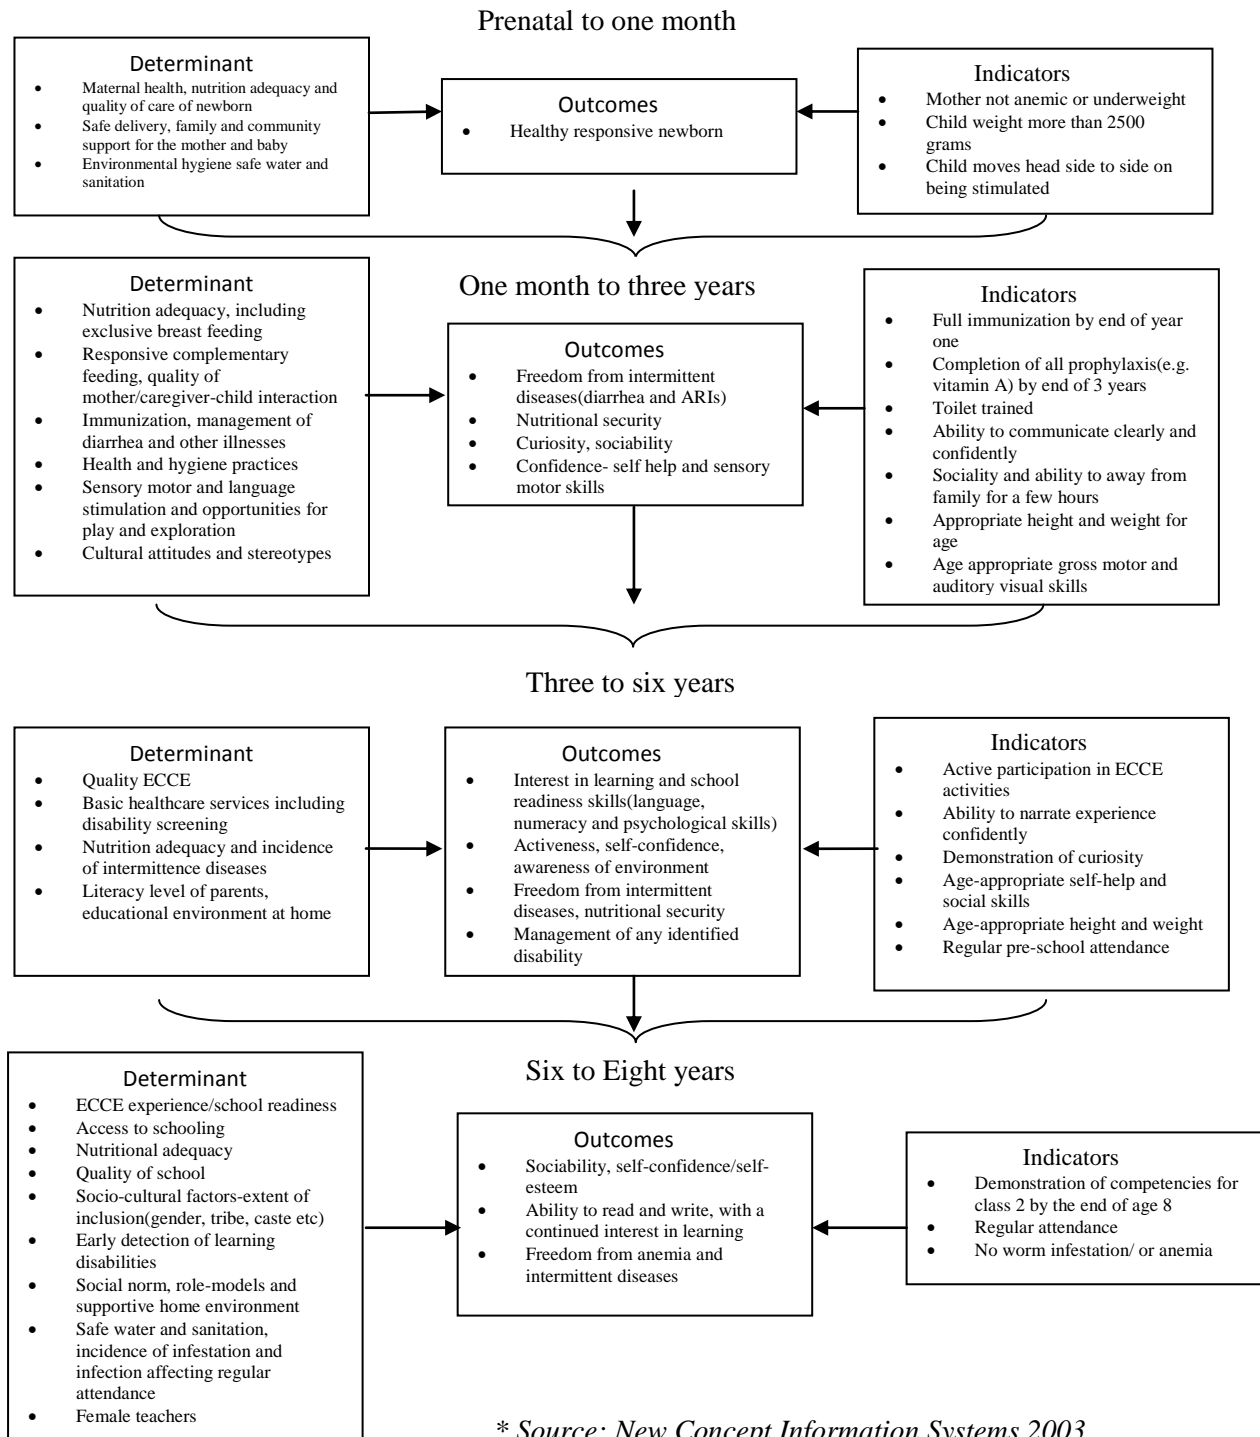 Prenatal to one month
Determinant
• Maternal health, nutrition adequacy and
quality of care of newborn
• Safe delivery, family and community
support for the mother and baby
• Environmental hygiene safe water and
sanitation
Outcomes
• Healthy responsive newborn
Indicators
• Mother not anemic or underweight
• Child weight more than 2500
grams
• Child moves head side to side on
being stimulated
One month to three years
Determinant
• Nutrition adequacy, including
exclusive breast feeding
• Responsive complementary
feeding, quality of
mother/caregiver-child interaction
• Immunization, management of
diarrhea and other illnesses
• Health and hygiene practices
• Sensory motor and language
stimulation and opportunities for
play and exploration
• Cultural attitudes and stereotypes
Outcomes
• Freedom from intermittent
diseases(diarrhea and ARIs)
• Nutritional security
• Curiosity, sociability
• Confidence- self help and sensory
motor skills
Indicators
• Full immunization by end of year
one
• Completion of all prophylaxis(e.g.
vitamin A) by end of 3 years
• Toilet trained
• Ability to communicate clearly and
confidently
• Sociality and ability to away from
family for a few hours
• Appropriate height and weight for
age
• Age appropriate gross motor and
auditory visual skills
Three to six years
Determinant
• Quality ECCE
• Basic healthcare services including
disability screening
• Nutrition adequacy and incidence
of intermittence diseases
• Literacy level of parents,
educational environment at home
Outcomes
• Interest in learning and school
readiness skills(language,
numeracy and psychological skills)
• Activeness, self-confidence,
awareness of environment
• Freedom from intermittent
diseases, nutritional security
• Management of any identified
disability
Indicators
• Active participation in ECCE
activities
• Ability to narrate experience
confidently
• Demonstration of curiosity
• Age-appropriate self-help and
social skills
• Age-appropriate height and weight
• Regular pre-school attendance
Six to Eight years
Determinant
• ECCE experience/school readiness
• Access to schooling
• Nutritional adequacy
• Quality of school
• Socio-cultural factors-extent of
inclusion(gender, tribe, caste etc)
• Early detection of learning
disabilities
• Social norm, role-models and
supportive home environment
• Safe water and sanitation,
incidence of infestation and
infection affecting regular
attendance
• Female teachers
Outcomes
• Sociability, self-confidence/self-
esteem
• Ability to read and write, with a
continued interest in learning
• Freedom from anemia and
intermittent diseases
Indicators
• Demonstration of competencies for
class 2 by the end of age 8
• Regular attendance
• No worm infestation/ or anemia
* Source: New Concept Information Systems 2003